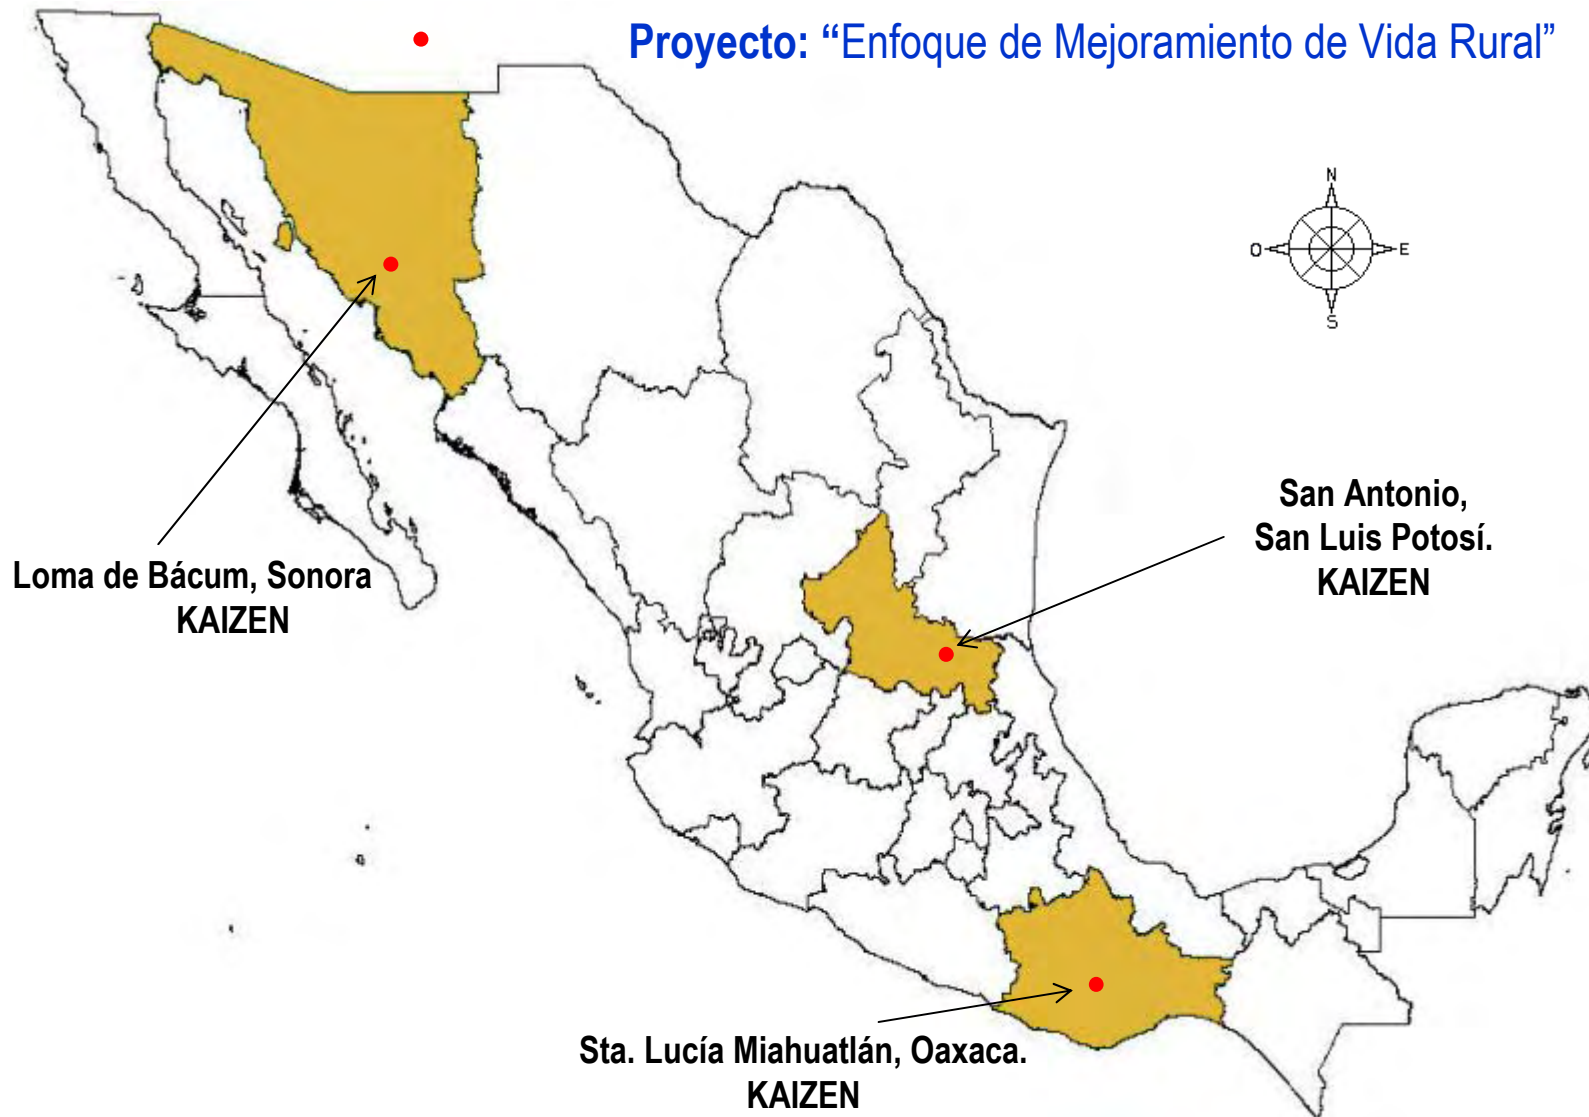 Proyecto: “Enfoque de Mejoramiento de Vida Rural”
N
O
E
S
San Antonio,
San Luis Potosí.
KAIZEN
Loma de Bácum, Sonora
KAIZEN
Sta. Lucía Miahuatlán, Oaxaca.
KAIZEN